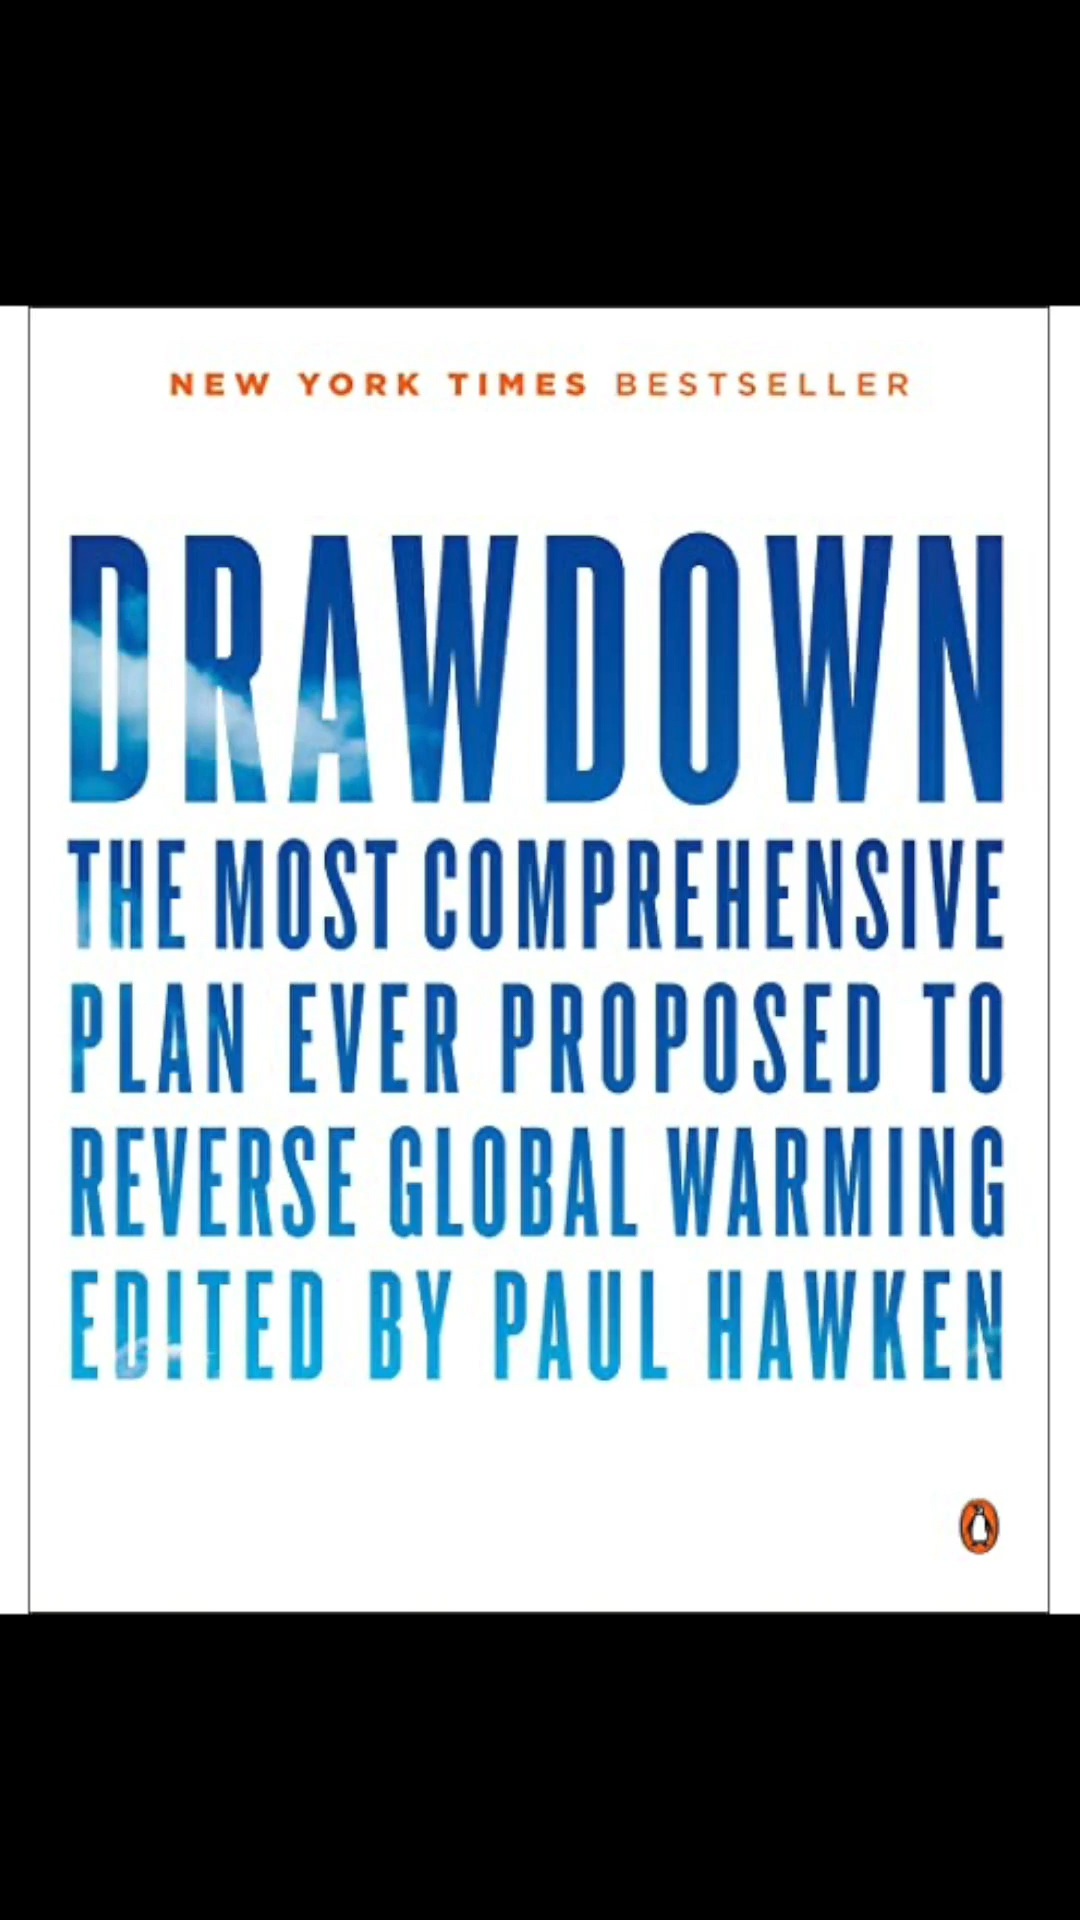 NEW YORK TIMES BESTSELLER
DRAWDOWN
THE MOST COMPREHENSIVE
PLAN EVER PROPOSED TO
REVERSE GLOBAL WARMING
EDITED BY PAUL HAWKEN